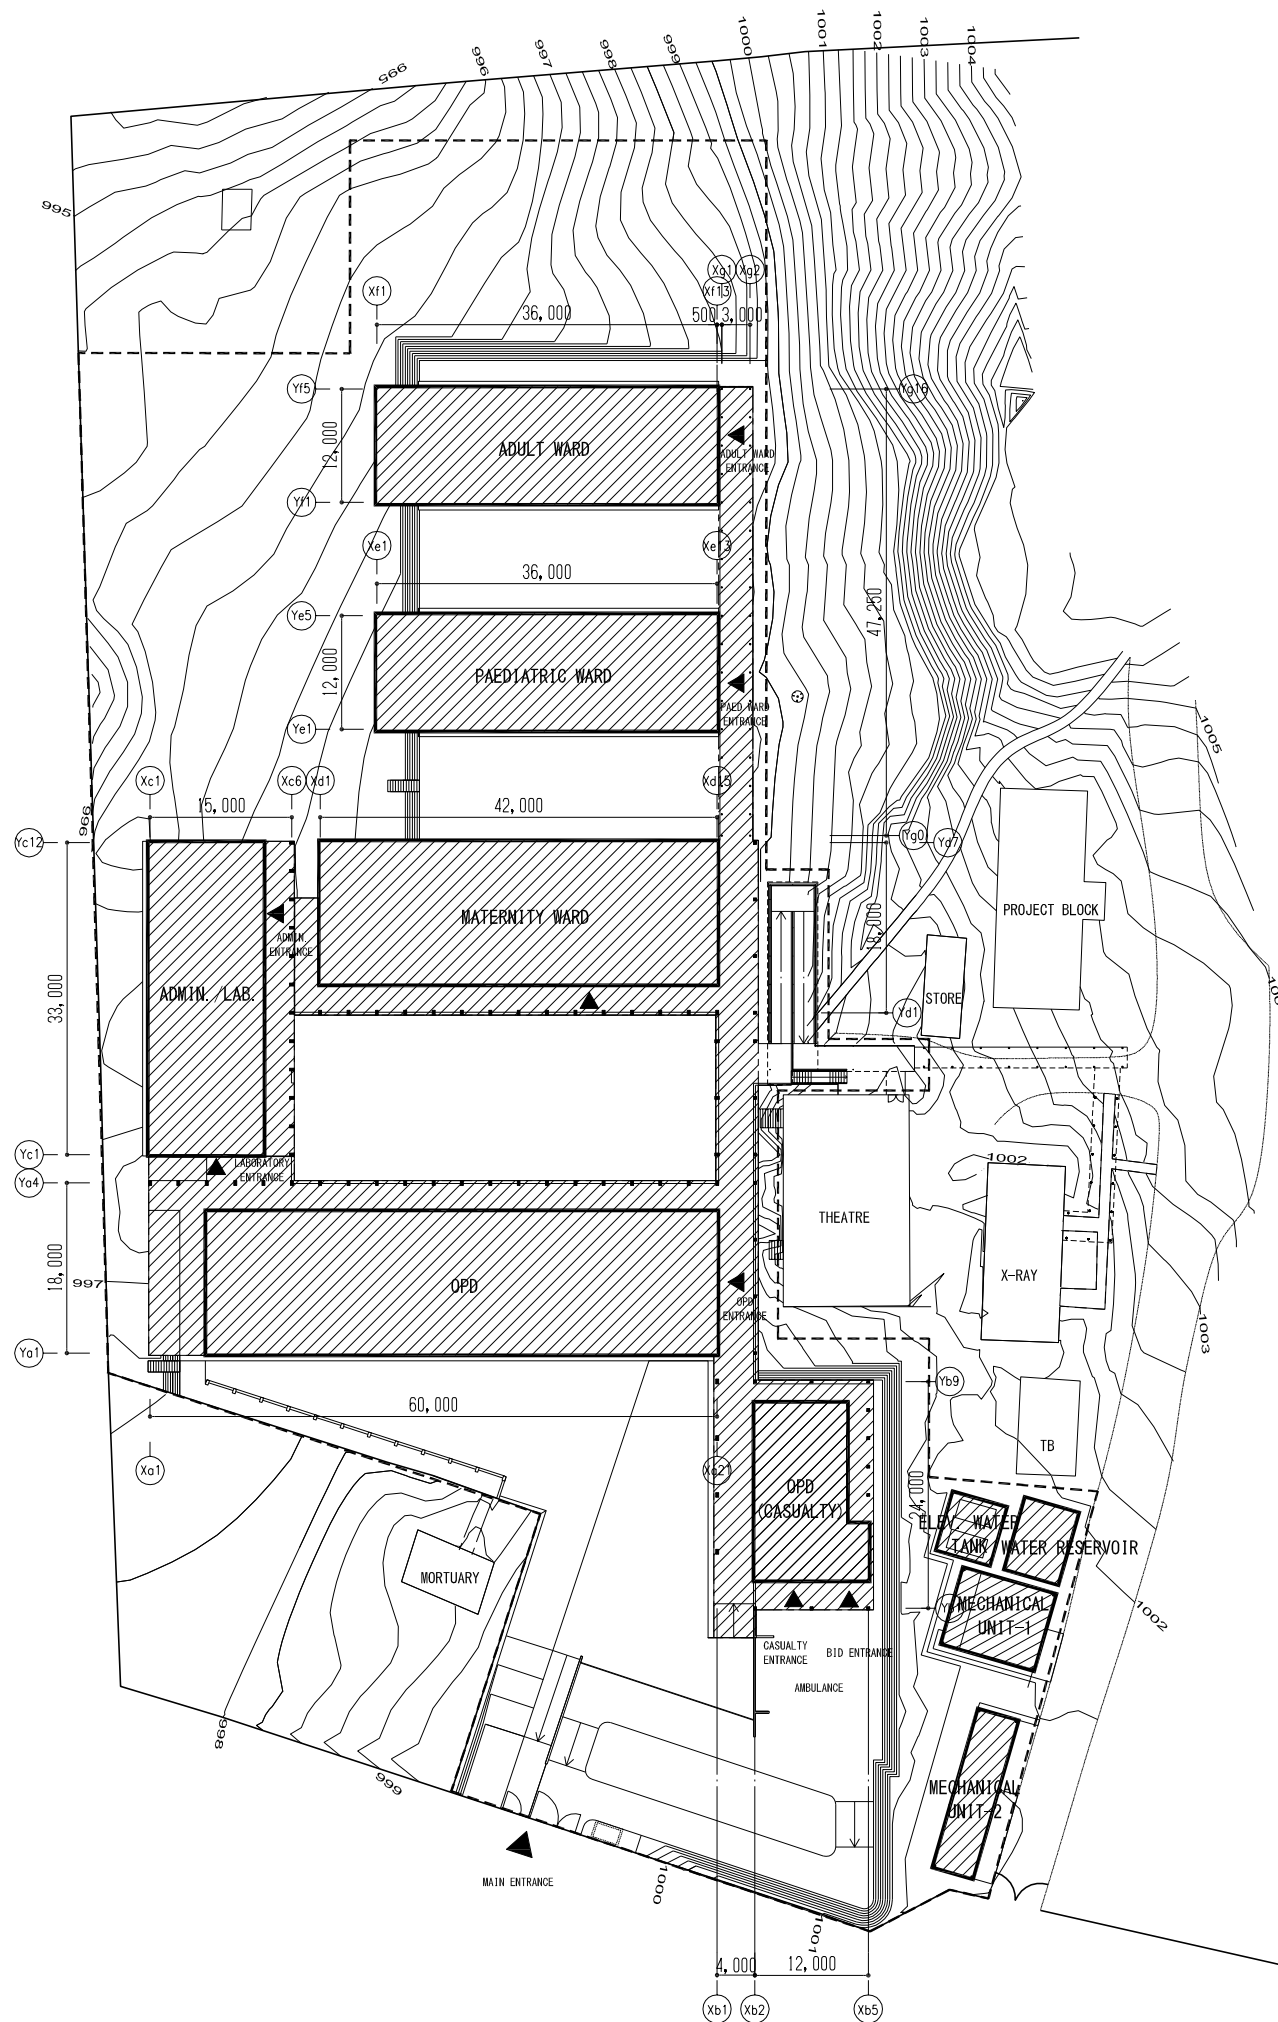 1000
1001
1002
1003
1004
999
998
997
996
995
995
Xg1
Xg2
Xf1
Xf13
36,000
500
3,000
Yf5
Yg16
12,000
ADULT WARD
ADULT WARD
ENTRANCE
Yf1
Xe1
Xe13
36,000
47,250
Ye5
12,000
PAEDIATRIC WARD
PAED.WARD
ENTRANCE
Ye1
1005
Xc1
Xc6
Xd1
Xd15
15,000
42,000
996
Yc12
Yg0
Yd7
MATERNITY WARD
PROJECT BLOCK
18,000
ADMIN.
ENTRANCE
33,000
ADMIN. /LAB.
STORE
Yd1
Yc1
LABORATORY
ENTRANCE
1002
Ya4
THEATRE
18,000
997
OPD
X-RAY
OPD
ENTRANCE
1003
Ya1
Yb9
60,000
TB
Xa1
Xa21
24,000
OPD
(CASUALTY)
ELEV. WATER
TANK
WATER RESERVOIR
MORTUARY
MECHANICAL
UNIT-1
1002
CASUALTY
ENTRANCE
BID ENTRANCE
AMBULANCE
998
999
MECHANICAL
UNIT-2
MAIN ENTRANCE
1000
1001
4,000
12,000
Xb1
Xb2
Xb5